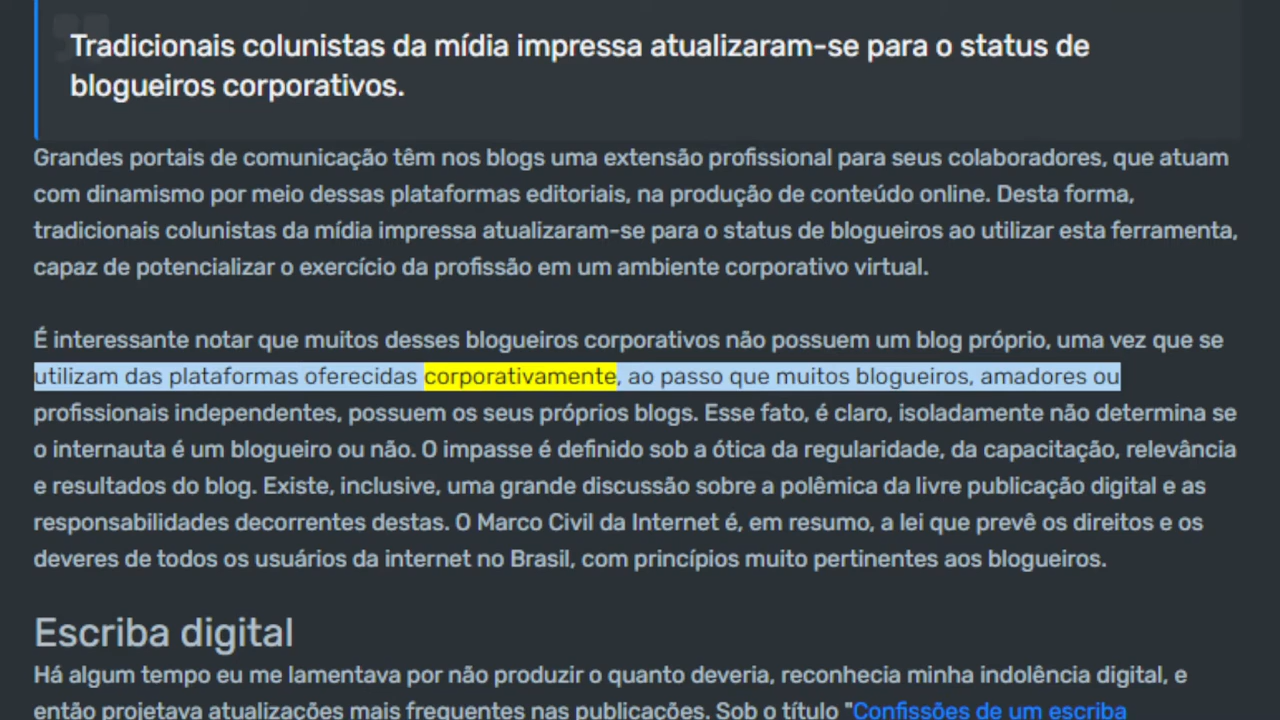 Tradicionais colunistas da mídia impressa atualizaram-se para o status de
blogueiros corporativos.
Grandes portais de comunicação têm nos blogs uma extensão profissional para seus colaboradores, que atuam
com dinamismo por meio dessas plataformas editoriais, na produção de conteúdo online. Desta forma,
tradicionais colunistas da mídia impressa atualizaram-se para o status de blogueiros ao utilizar esta ferramenta,
capaz de potencializar o exercício da profissão em um ambiente corporativo virtual.
É interessante notar que muitos desses blogueiros corporativos não possuem um blog próprio, uma vez que se
utilizam das plataformas oferecidas corporativamente, ao passo que muitos blogueiros, amadores ou
profissionais independentes, possuem os seus próprios blogs. Esse fato, é claro, isoladamente não determina se
o internauta é um blogueiro ou não. O impasse é definido sob a ótica da regularidade, da capacitação, relevância
e resultados do blog. Existe, inclusive, uma grande discussão sobre a polêmica da livre publicação digital e as
responsabilidades decorrentes destas. O Marco Civil da Internet é, em resumo, a lei que prevê os direitos e os
deveres de todos os usuários da internet no Brasil, com princípios muito pertinentes aos blogueiros.
Escriba digital
Há algum tempo eu me lamentava por não produzir o quanto deveria, reconhecia minha indolência digital, e
então projetava atualizações mais frequentes nas publicações. Sob o título "Confissões de um escriba